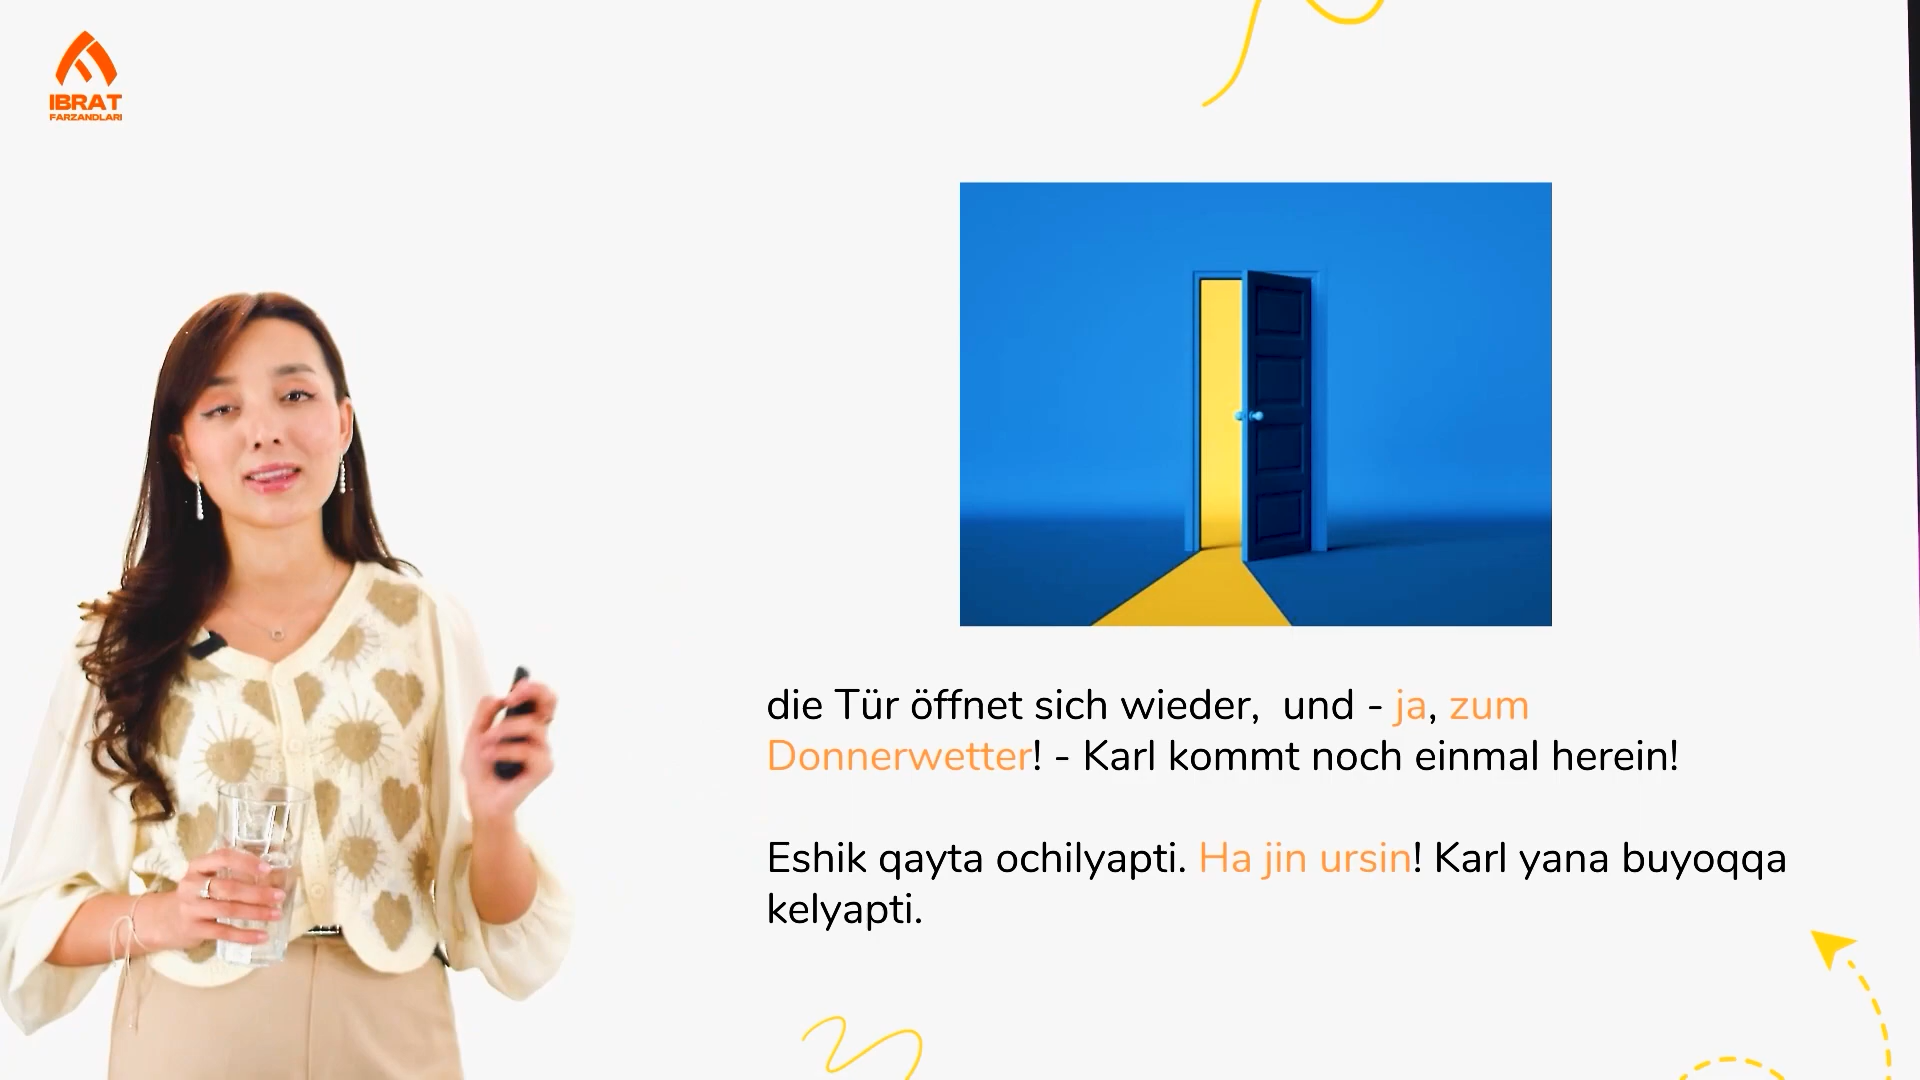 IBRAT
FARZANDLARI
die Tür öffnet sich wieder,  und - ja, zum
Donnerwetter! - Karl kommt noch einmal herein!
Eshik qayta ochilyapti. Ha jin ursin! Karl yana buyoqqa
kelyapti.